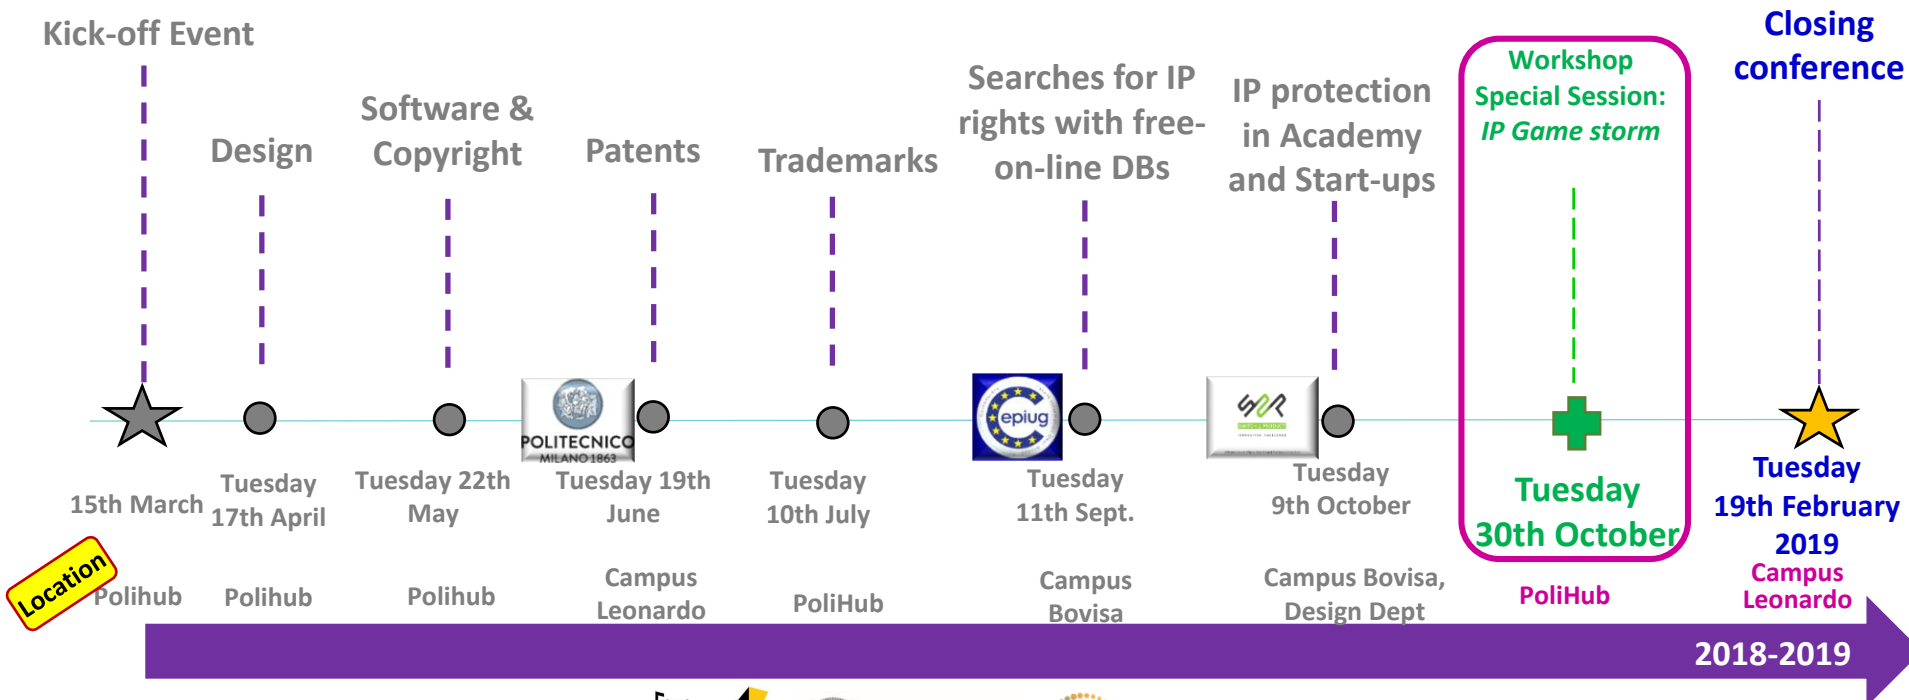 Kick-off Event
Design
Software &
Copyright
Patents
Trademarks
Searches for IP
rights with free-
on-line DBs
IP protection
in Academy
and Start-ups
Workshop
Special Session:
IP Game storm
Closing
conference
POLITECNICO
MILANO 1863
epiug
15th March
Tuesday
17th April
Tuesday 22th
May
Tuesday 19th
June
Tuesday
10th July
Tuesday
11th Sept.
Tuesday
9th October
Tuesday
30th October
Tuesday
19th February
2019
Location
Polihub
Polihub
Polihub
Campus
Leonardo
PoliHub
Campus
Bovisa
Campus Bovisa,
Design Dept
PoliHub
Campus
Leonardo
2018-2019